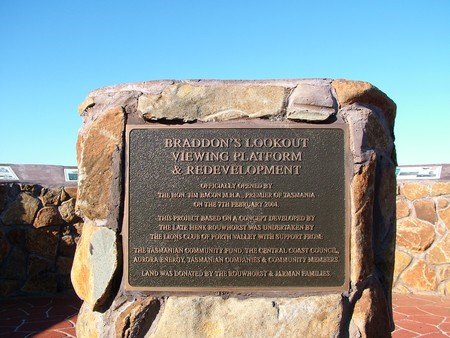 BRADDON'S LOOKOUT
VIEWING PLATFORM
& REDEVELOPMENT
OFFICIALLY OPENED BY
THE HON. JIM BACON M.H.A., PREMIER OF TASMANIA
ON THE 7TH FEBRUARY 2004.
THIS PROJECT BASED ON A CONCEPT DEVELOPED BY
THE LATE HENK ROUWHORST WAS UNDERTAKEN BY
THE LIONS CLUB OF FORTH VALLEY WITH SUPPORT FROM
THE TASMANIAN COMMUNITY FUND, THE CENTRAL COAST COUNCIL,
AURORA ENERGY, TASMANIAN COMPANIES & COMMUNITY MEMBERS.
LAND WAS DONATED BY THE ROUWHORST & FAMILIES.